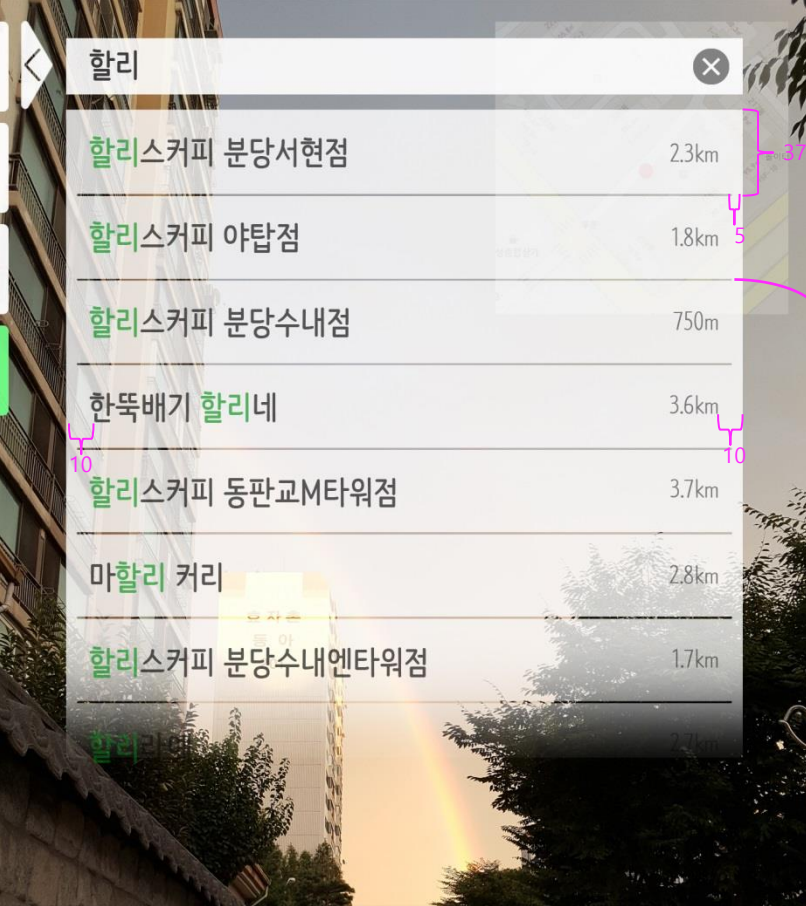 할리
할리스커피 분당서현점 2.3km
37
할리스커피 야탑점 1.8km
5
할리스커피 분당수내점 750m
한뚝배기 할리네 3.6km
10 10
할리스커피 동판교M타워점 3.7km
마할리 커리 2.8km
동아
할리스커피 분당수내엔타워점 1.7km
2.7km